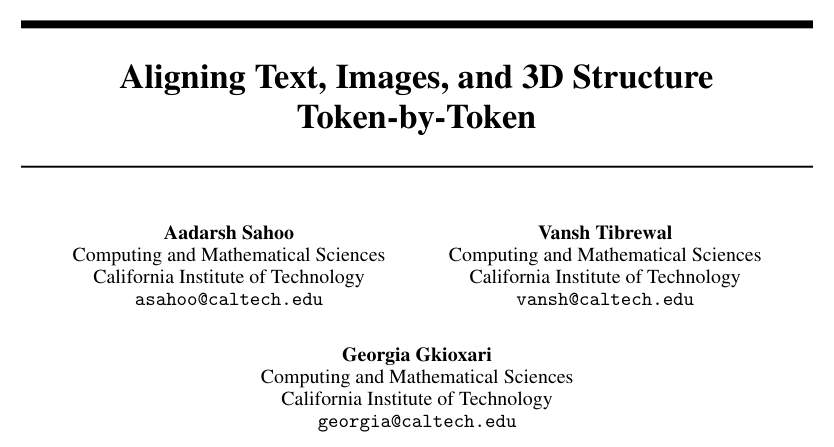 Aligning Text, Images, and 3D Structure
Token-by-Token
Aadarsh Sahoo
Computing and Mathematical Sciences
California Institute of Technology
asahoo@caltech.edu
Vansh Tibrewal
Computing and Mathematical Sciences
California Institute of Technology
vansh@caltech.edu
Georgia Gkioxari
Computing and Mathematical Sciences
California Institute of Technology
georgia@caltech.edu